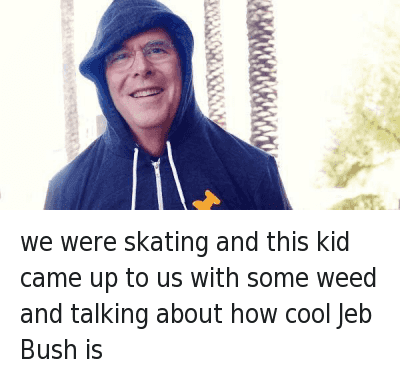 we were skating and this kid
came up to us with some weed
and talking about how cool Jeb
Bush is